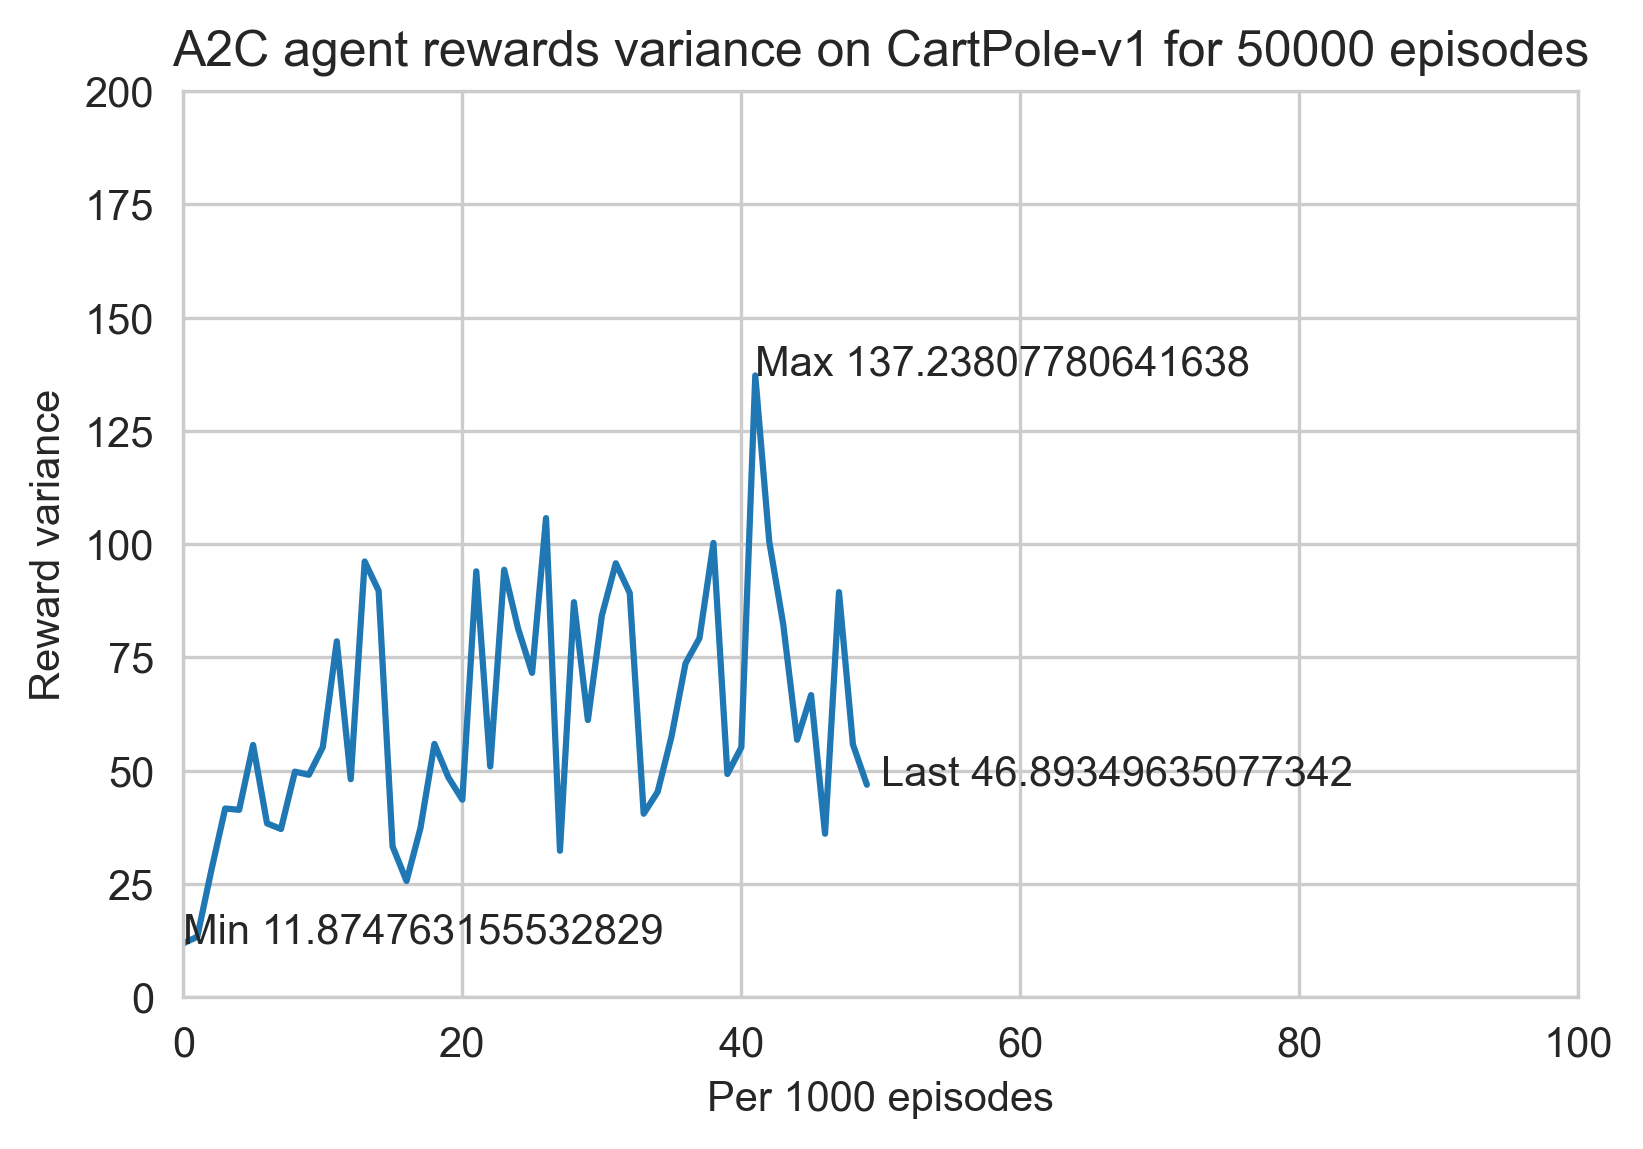 A2C agent rewards variance on CartPole-v1 for 50000 episodes
200
175
150
Max 137.23807780641638
125
100
75
50
Last 46.89349635077342
25
Min 11.874763155532829
0
0 20 40 60 80 100
Per 1000 episodes
Reward variance